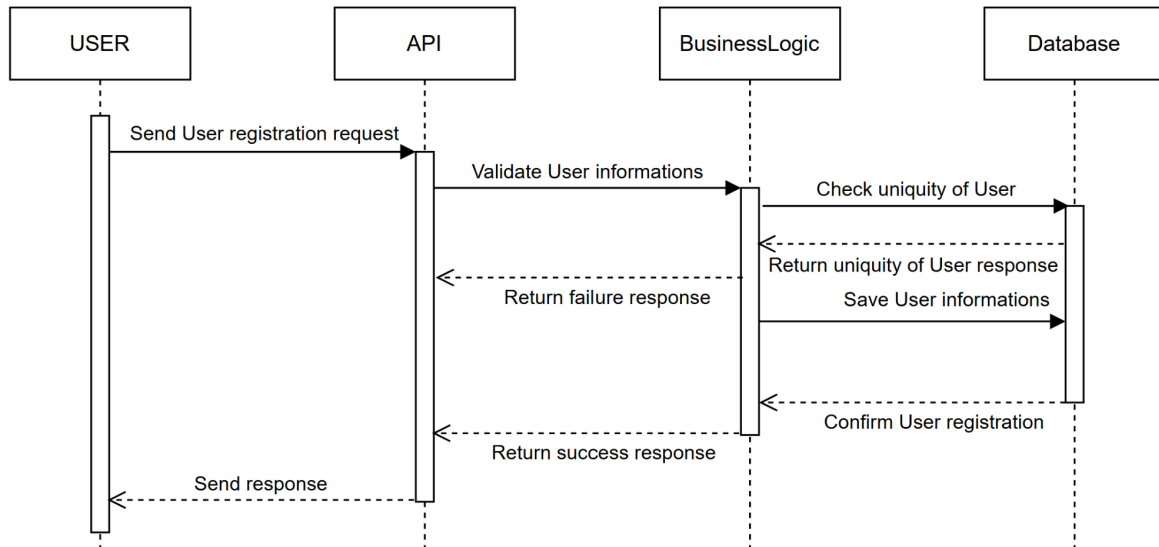 USER
API
BusinessLogic
Database
Send User registration request
Validate User informations
Check uniquity of User
Return uniquity of User response
Return failure response
Save User informations
Confirm User registration
Return success response
Send response